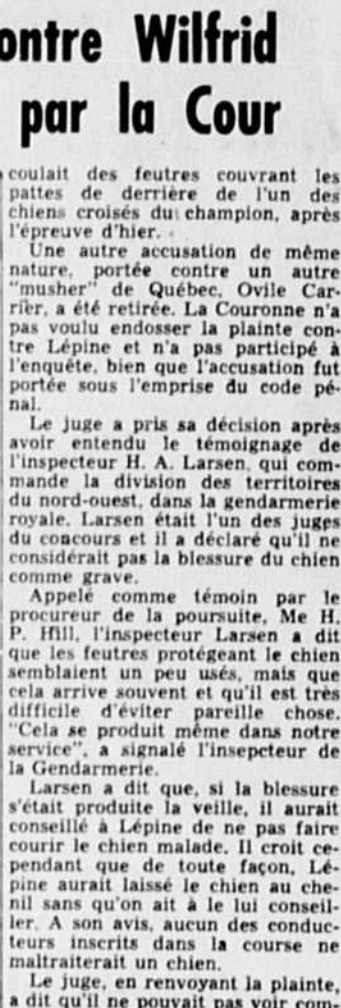 ontre Wilfrid
par la Cour
coulait des feutres couvrant les
pattes de derrière de l'un des
chiens croisés du champion, après
l'épreuve d'hier.
Une autre accusation de même
nature, portée contre un autre
"musher" de Québec, Ovile Car-
rier, a été retirée. La Couronne n'a
pas voulu endosser la plainte con-
tre Lépine et n'a pas participé à
l'enquête, bien que l'accusation fut
portée sous l'emprise du code pé-
nal.
Le juge a pris sa décision après
avoir entendu le témoignage de
l'inspecteur H. A. Larsen, qui com-
mande la division des territoires
du nord-ouest, dans la gendarmerie
royale. Larsen était l'un des juges
du concours et il a déclaré qu'il ne
considérait pas la blessure du chien
comme grave.
Appelé comme témoin par le
procureur de la poursuite, Me H.
P. Hill, l'inspecteur Larsen a dit
que les feutres protégeant le chien
semblaient un peu usés, mais que
cela arrive souvent et qu'il est très
difficile d'éviter pareille chose.
"Cela se produit même dans notre
service", a signalé l'insepcteur de
la Gendarmerie.
Larsen a dit que, si la blessure
s'était produite la veille, il aurait
conseillé à Lépine de ne pas faire
courir le chien malade. Il croit ce-
pendant que de toute façon, Lé-
pine aurait laissé le chien au che-
nil sans qu'on ait à le lui conseil-
ler. A son avis, aucun des conduc-
teurs inscrits dans la course ne
maltraiterait un chien.
Le juge, en renvoyant la plainte,
a dit qu'il ne pouvait pas voir com-